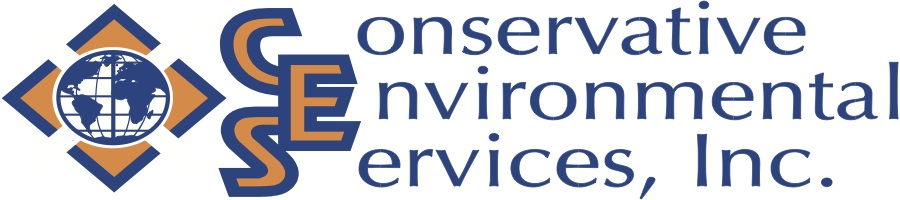 Conservative
Environmental
Services, Inc.